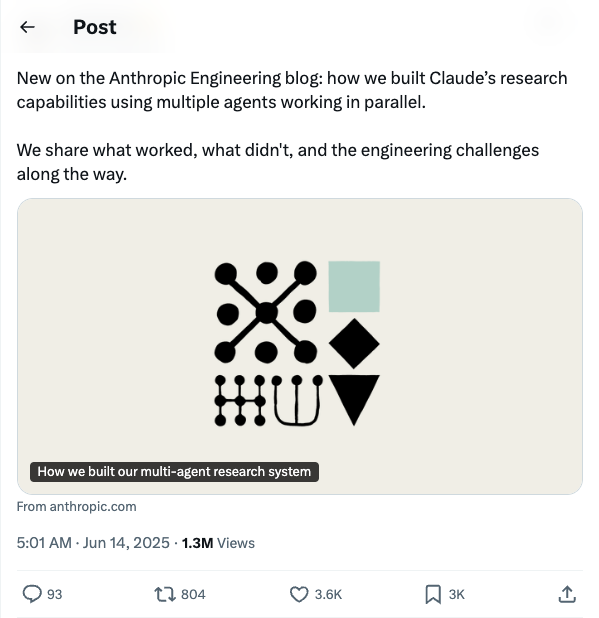 Post
New on the Anthropic Engineering blog: how we built Claude’s research
capabilities using multiple agents working in parallel.
We share what worked, what didn't, and the engineering challenges
along the way.
How we built our multi-agent research system
From anthropic.com
5:01 AM · Jun 14, 2025 · 1.3M Views
93 804 3.6K 3K